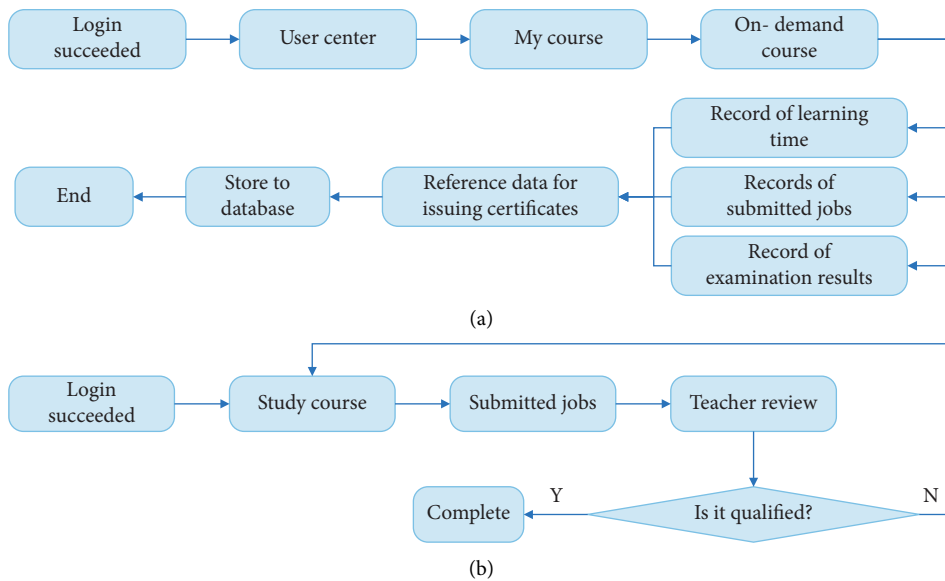 Login
succeeded
User center
My course
On- demand
course
Record of learning
time
End
Store to
database
Reference data for
issuing certificates
Records of
submitted jobs
Record of
examination results
(a)
Login
succeeded
Study course
Submitted jobs
Teacher review
Complete
Y
Is it qualified?
N
(b)